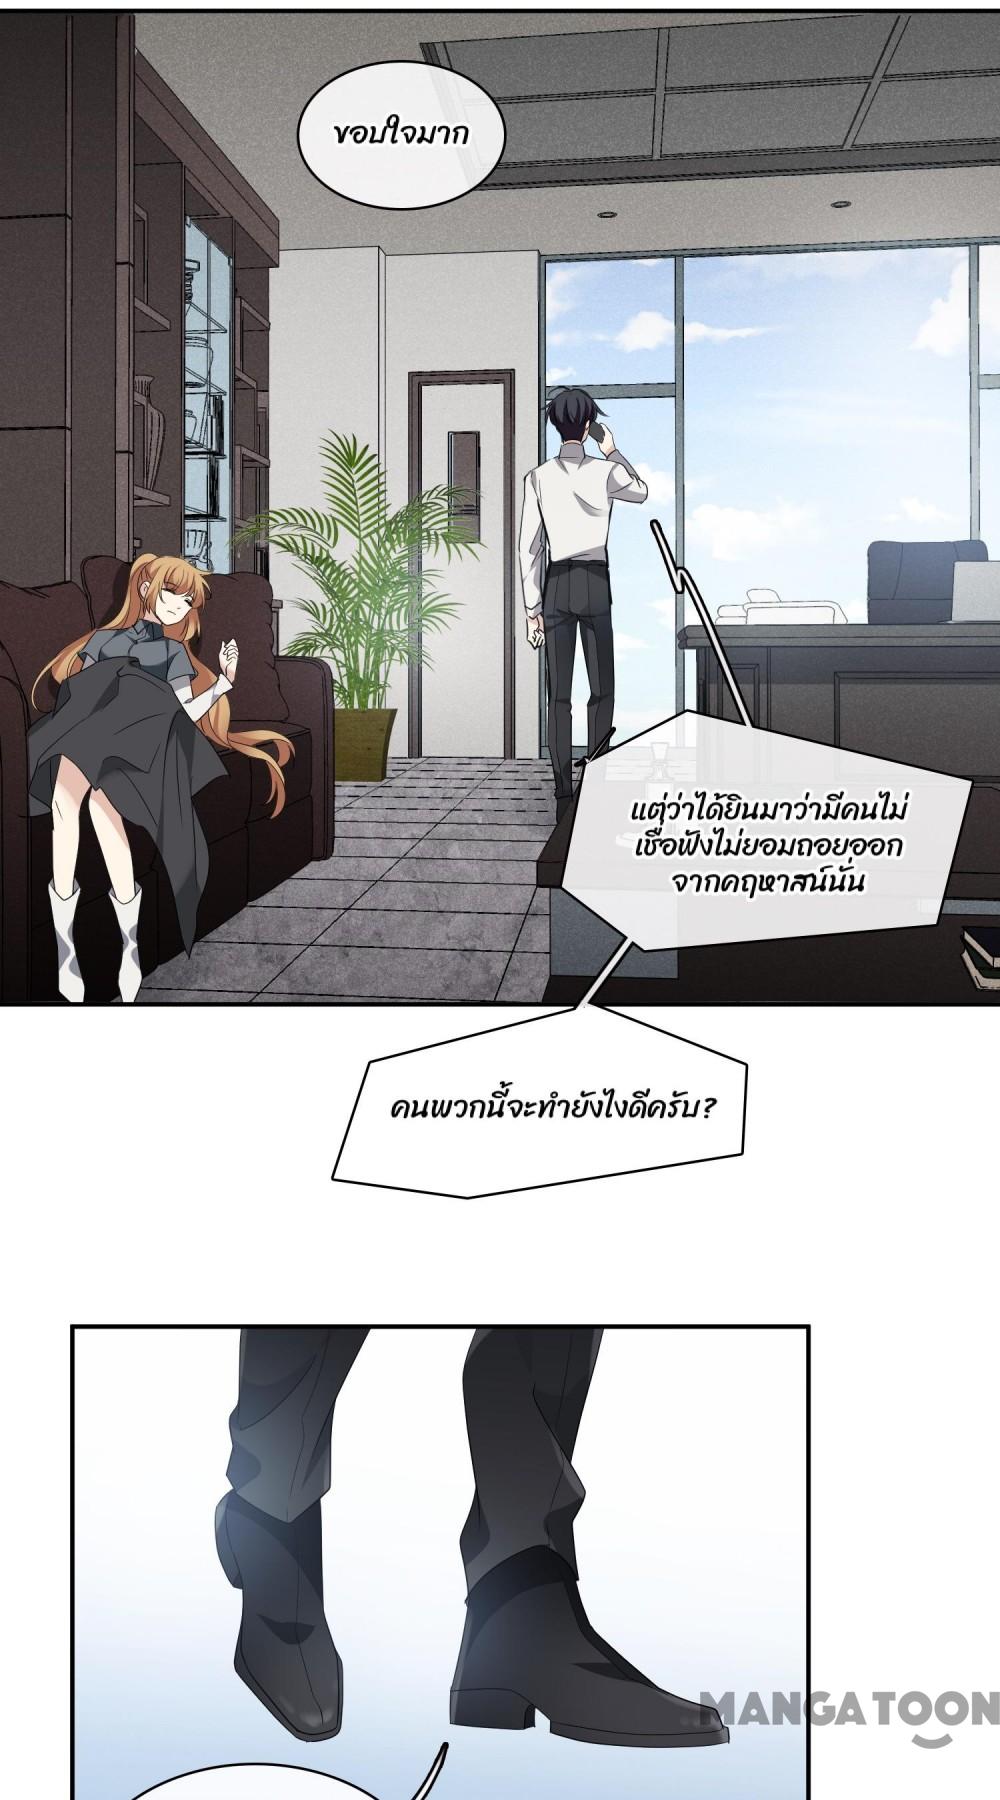 ขอบใจมาก
แต่ว่าได้ยินมาว่ามีคนไม่
เชื่อฟังไม่ยอมถอยออก
จากคฤหาสน์นั่น
คนพวกนี้จะทำยังไงดีครับ?
MANGATOON